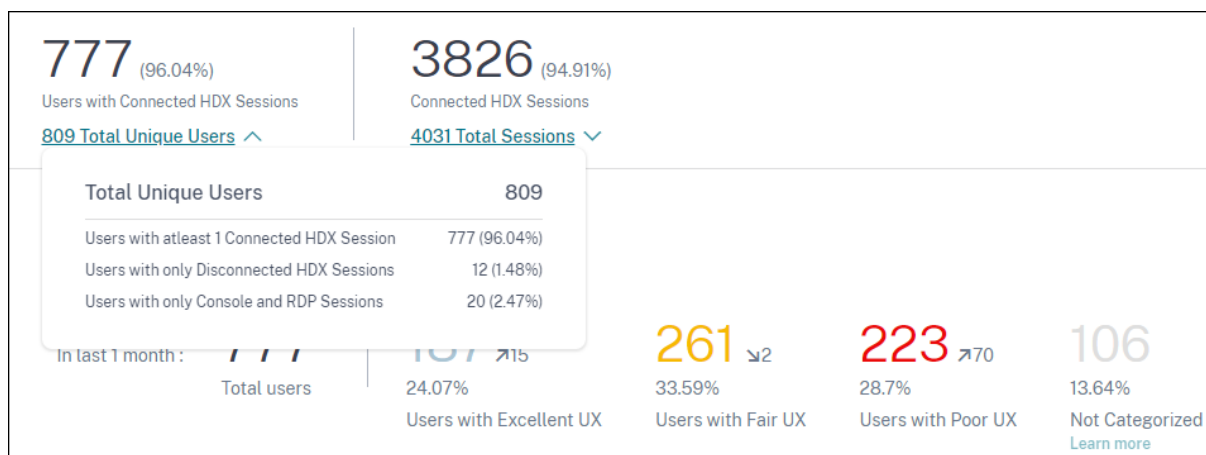 777 (96.04%)
Users with Connected HDX Sessions
809 Total Unique Users
3826 (94.91%)
Connected HDX Sessions
4031 Total Sessions
Total Unique Users 809
Users with atleast 1 Connected HDX Session 777 (96.04%)
Users with only Disconnected HDX Sessions 12 (1.48%)
Users with only Console and RDP Sessions 20 (2.47%)
In last 1 month :
777
Total users
187 ↗15
24.07%
Users with Excellent UX
261 ↘2
33.59%
Users with Fair UX
223 ↗70
28.7%
Users with Poor UX
106
13.64%
Not Categorized
Learn more